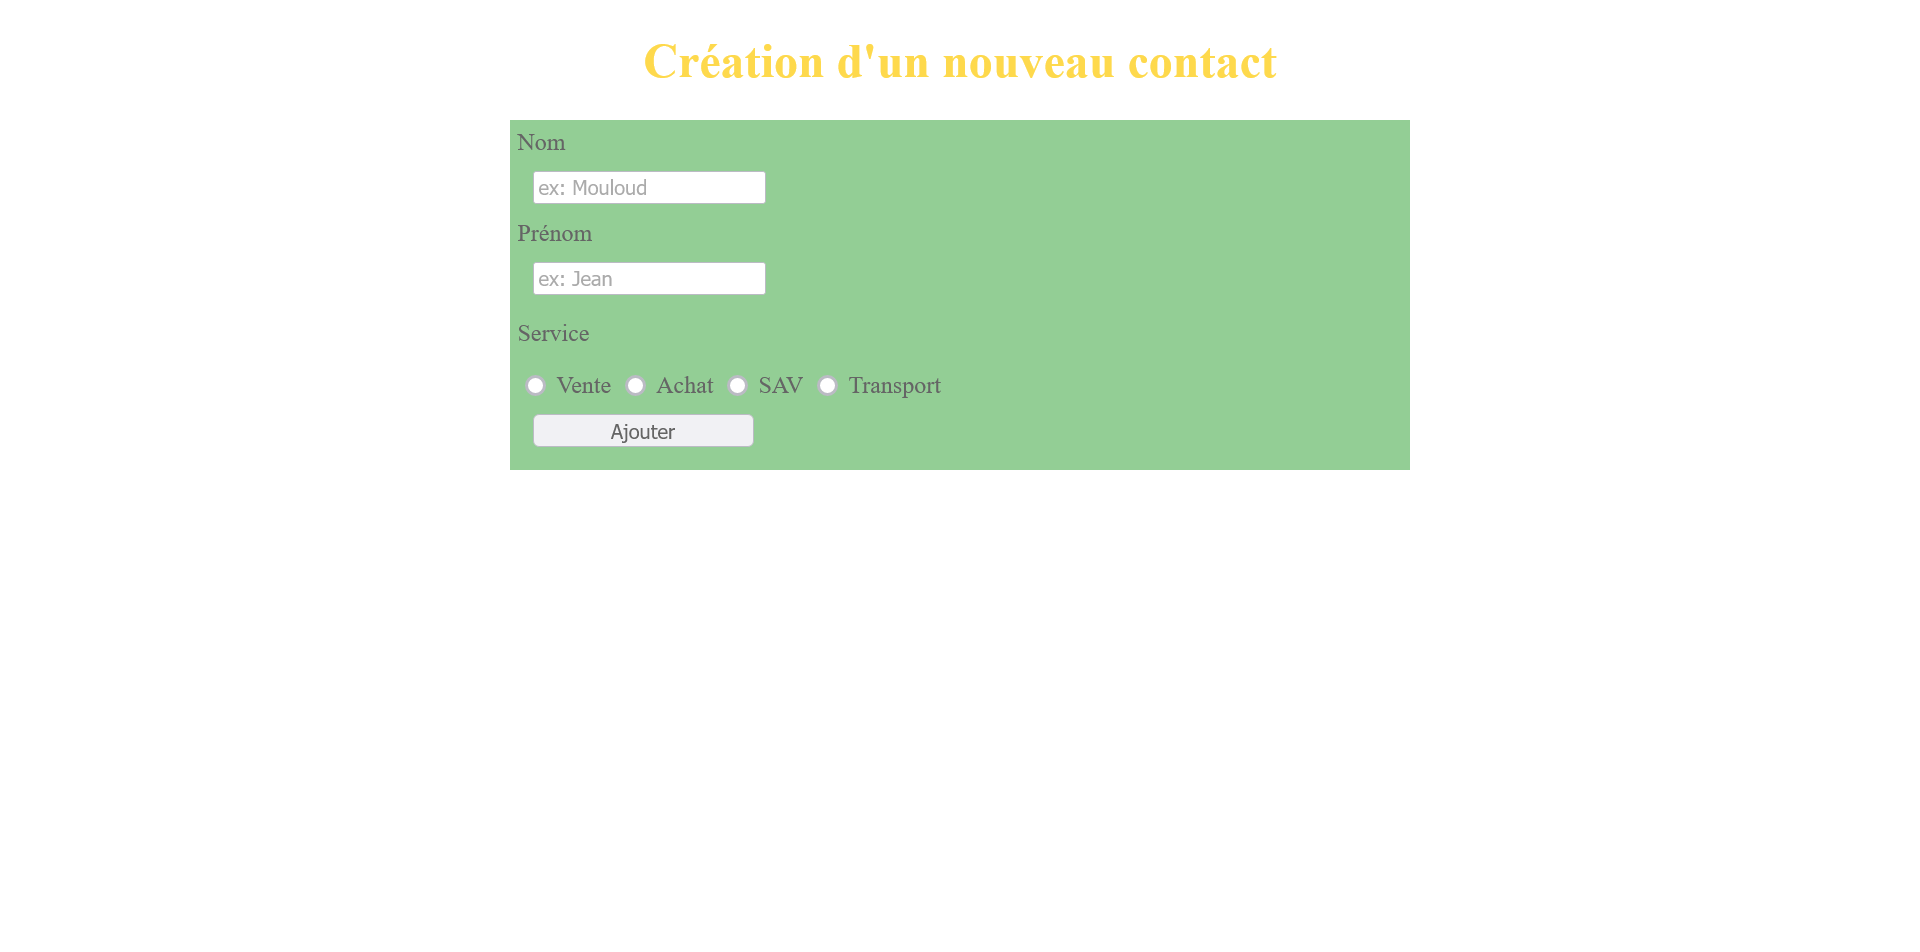 Création d'un nouveau contact
Nom
ex: Mouloud
Prénom
ex: Jean
Service
Vente Achat SAV Transport
Ajouter